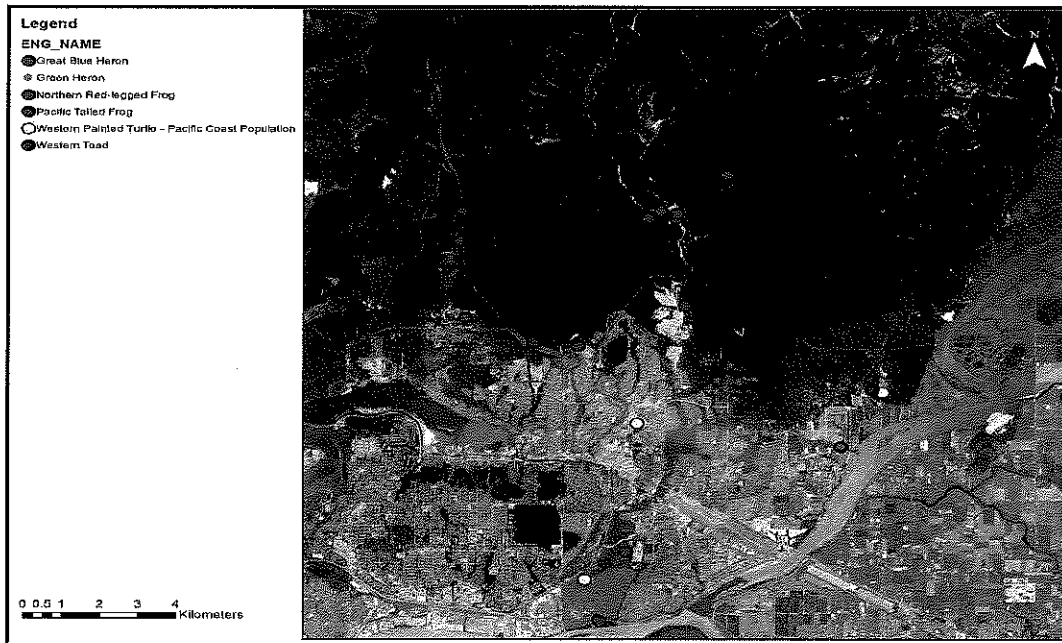 Legend
ENG_NAME
Great Blue Heron
Green Heron
Northern Red-legged Frog
Pacific Tailed Frog
Western Painted Turtle - Pacific Coast Population
Western Toad
N
0 0.5 1 2 3 4
Kilometers